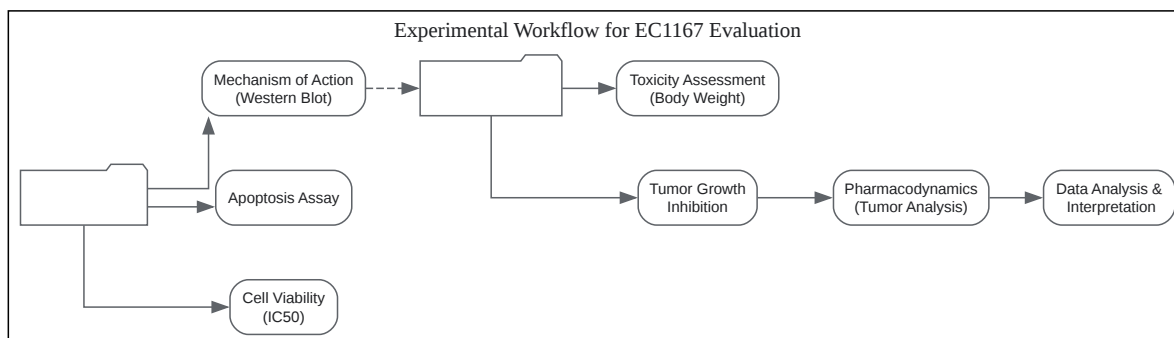 Experimental Workflow for EC1167 Evaluation
Mechanism of Action
(Western Blot)
Toxicity Assessment
(Body Weight)
Apoptosis Assay
Tumor Growth
Inhibition
Pharmacodynamics
(Tumor Analysis)
Data Analysis &
Interpretation
Cell Viability
(IC50)